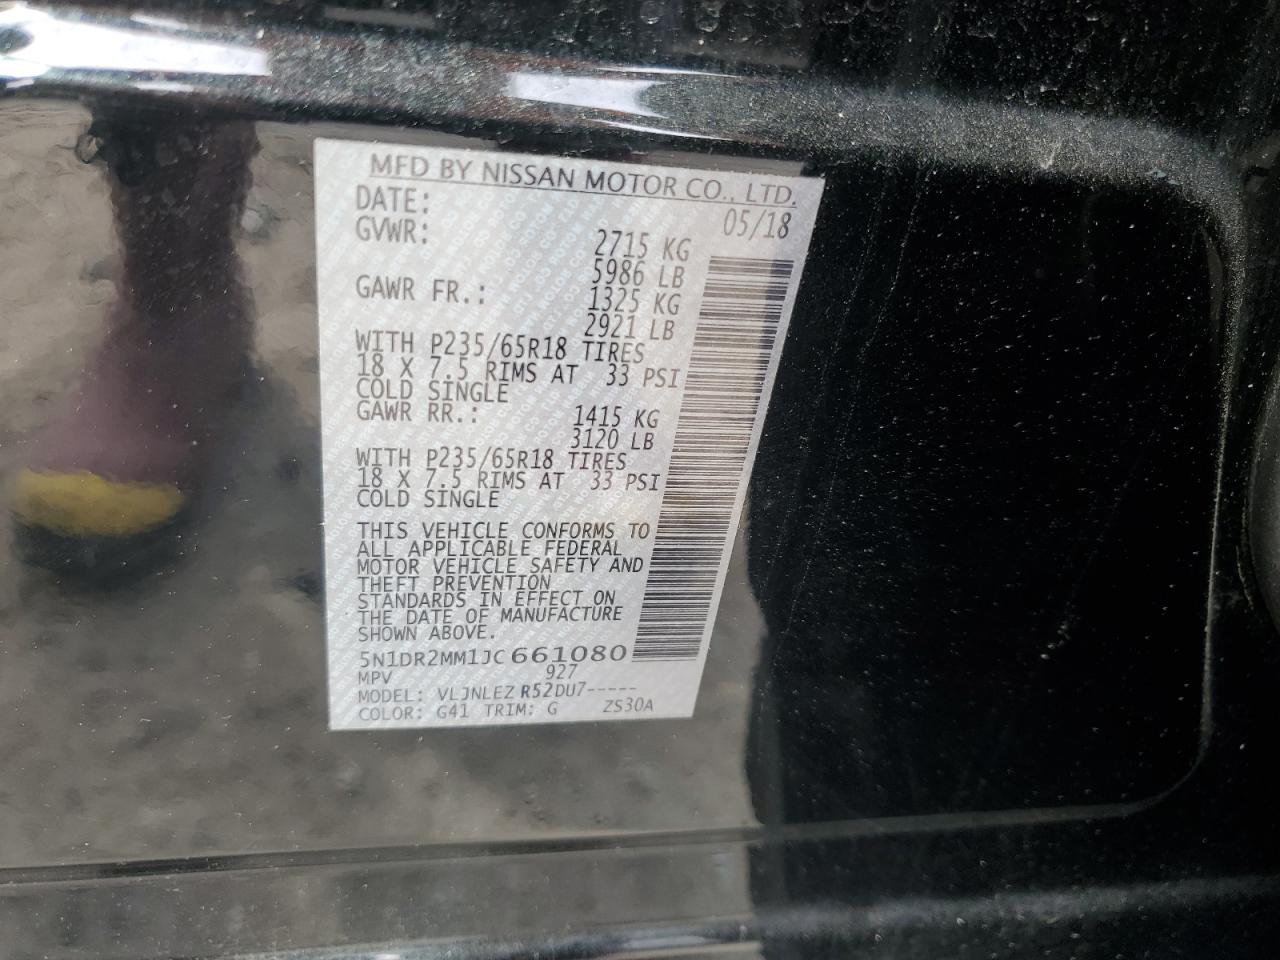 MFD BY NISSAN MOTOR CO., LTD.
DATE: 05/18
GVWR: 2715 KG
5986 LB
GAWR FR.: 1325 KG
2921 LB
WITH P235/65R18 TIRES
18 X 7.5 RIMS AT 33 PSI
COLD SINGLE
GAWR RR.: 1415 KG
3120 LB
WITH P235/65R18 TIRES
18 X 7.5 RIMS AT 33 PSI
COLD SINGLE
THIS VEHICLE CONFORMS TO
ALL APPLICABLE FEDERAL
MOTOR VEHICLE SAFETY AND
THEFT PREVENTION
STANDARDS IN EFFECT ON
THE DATE OF MANUFACTURE
SHOWN ABOVE.
5N1DR2MM1JC661080
MPV 927
MODEL: VLJNLEZ R52DU7-----
COLOR: G41 TRIM: G ZS30A